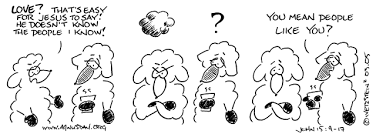 LOVE? THAT'S EASY
FOR JESUS TO SAY!
HE DOESN'T KNOW
THE PEOPLE I KNOW!
?
YOU MEAN PEOPLE
LIKE YOU?
JOHN 15:9-17